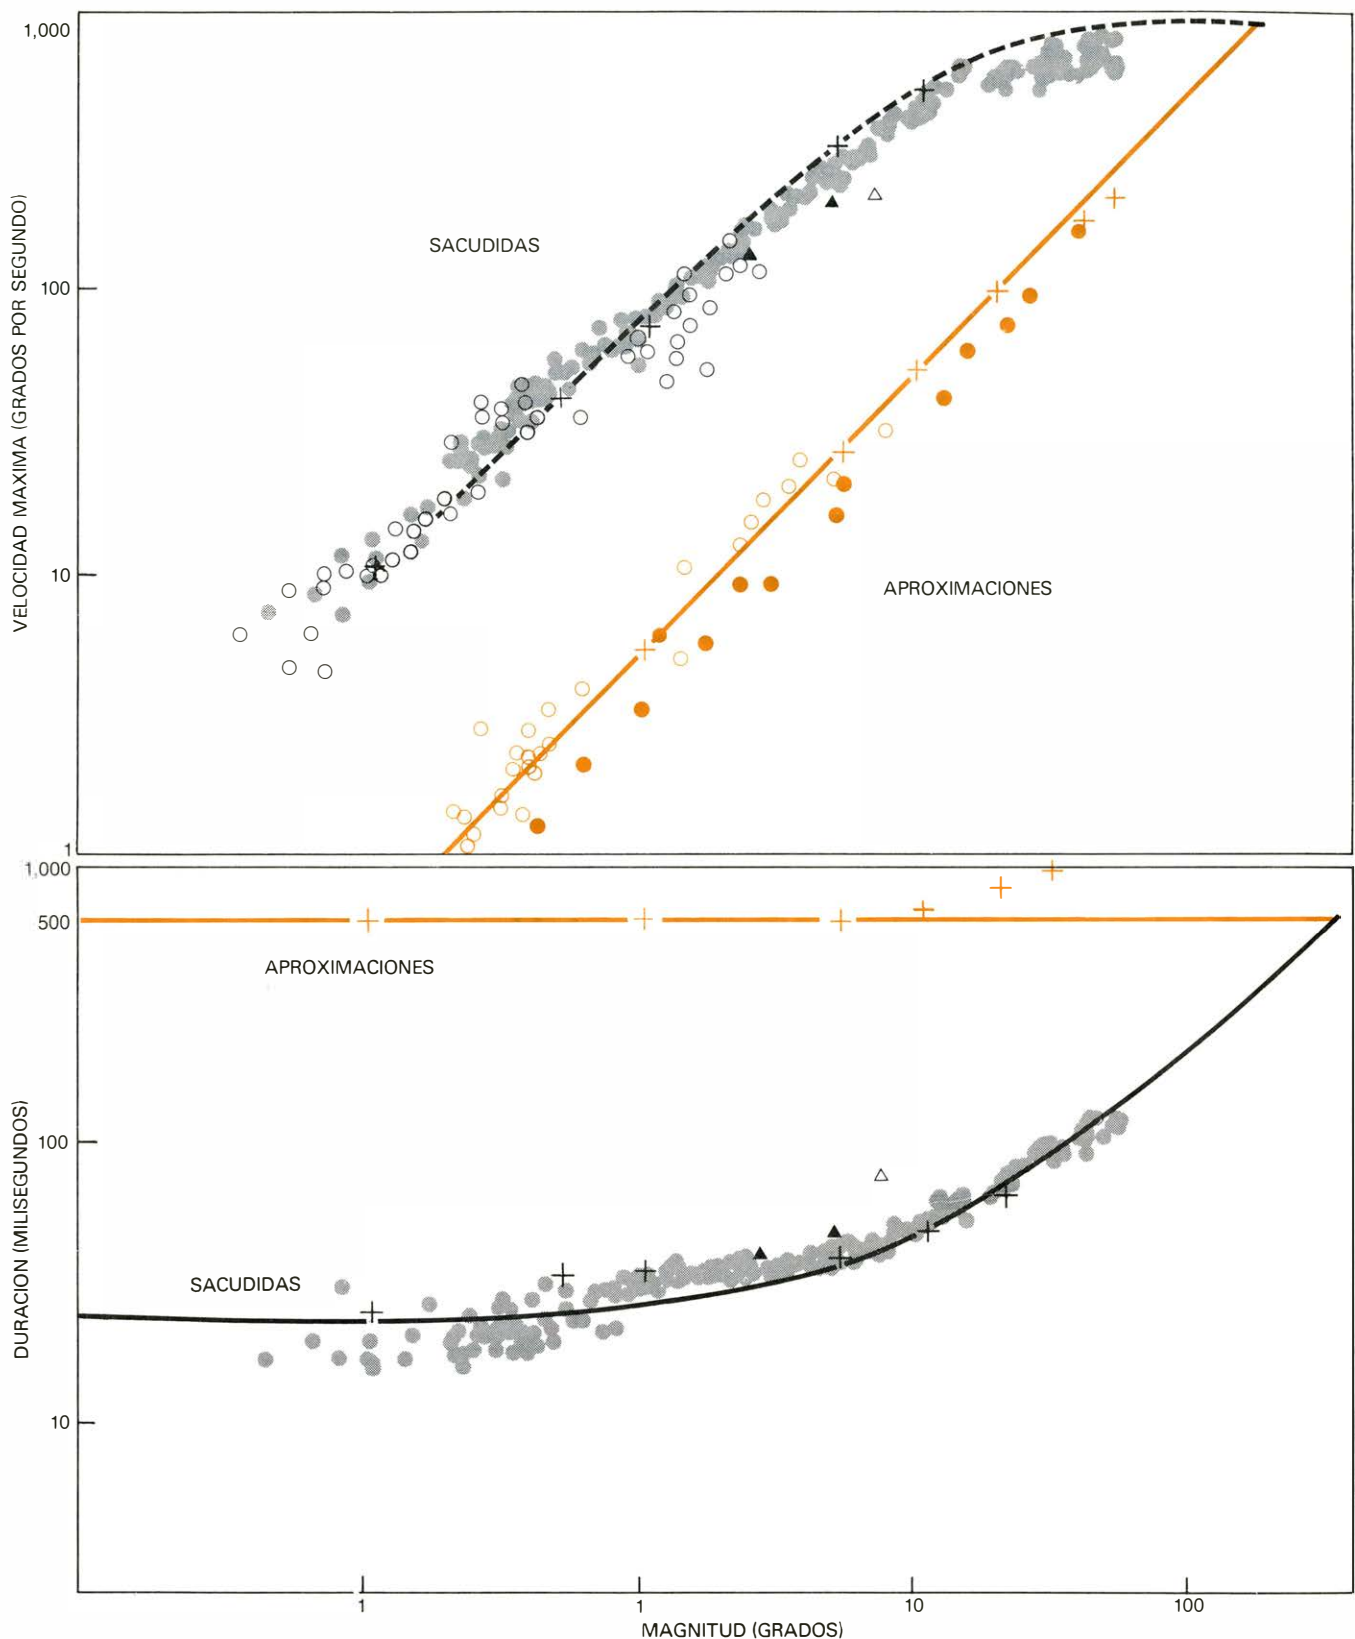 1,000
SACUDIDAS
VELOCIDAD MAXIMA (GRADOS POR SEGUNDO)
100
10
APROXIMACIONES
1
1,000
500
APROXIMACIONES
DURACION (MILISEGUNDOS)
100
SACUDIDAS
10
1
1
10
100
MAGNITUD (GRADOS)